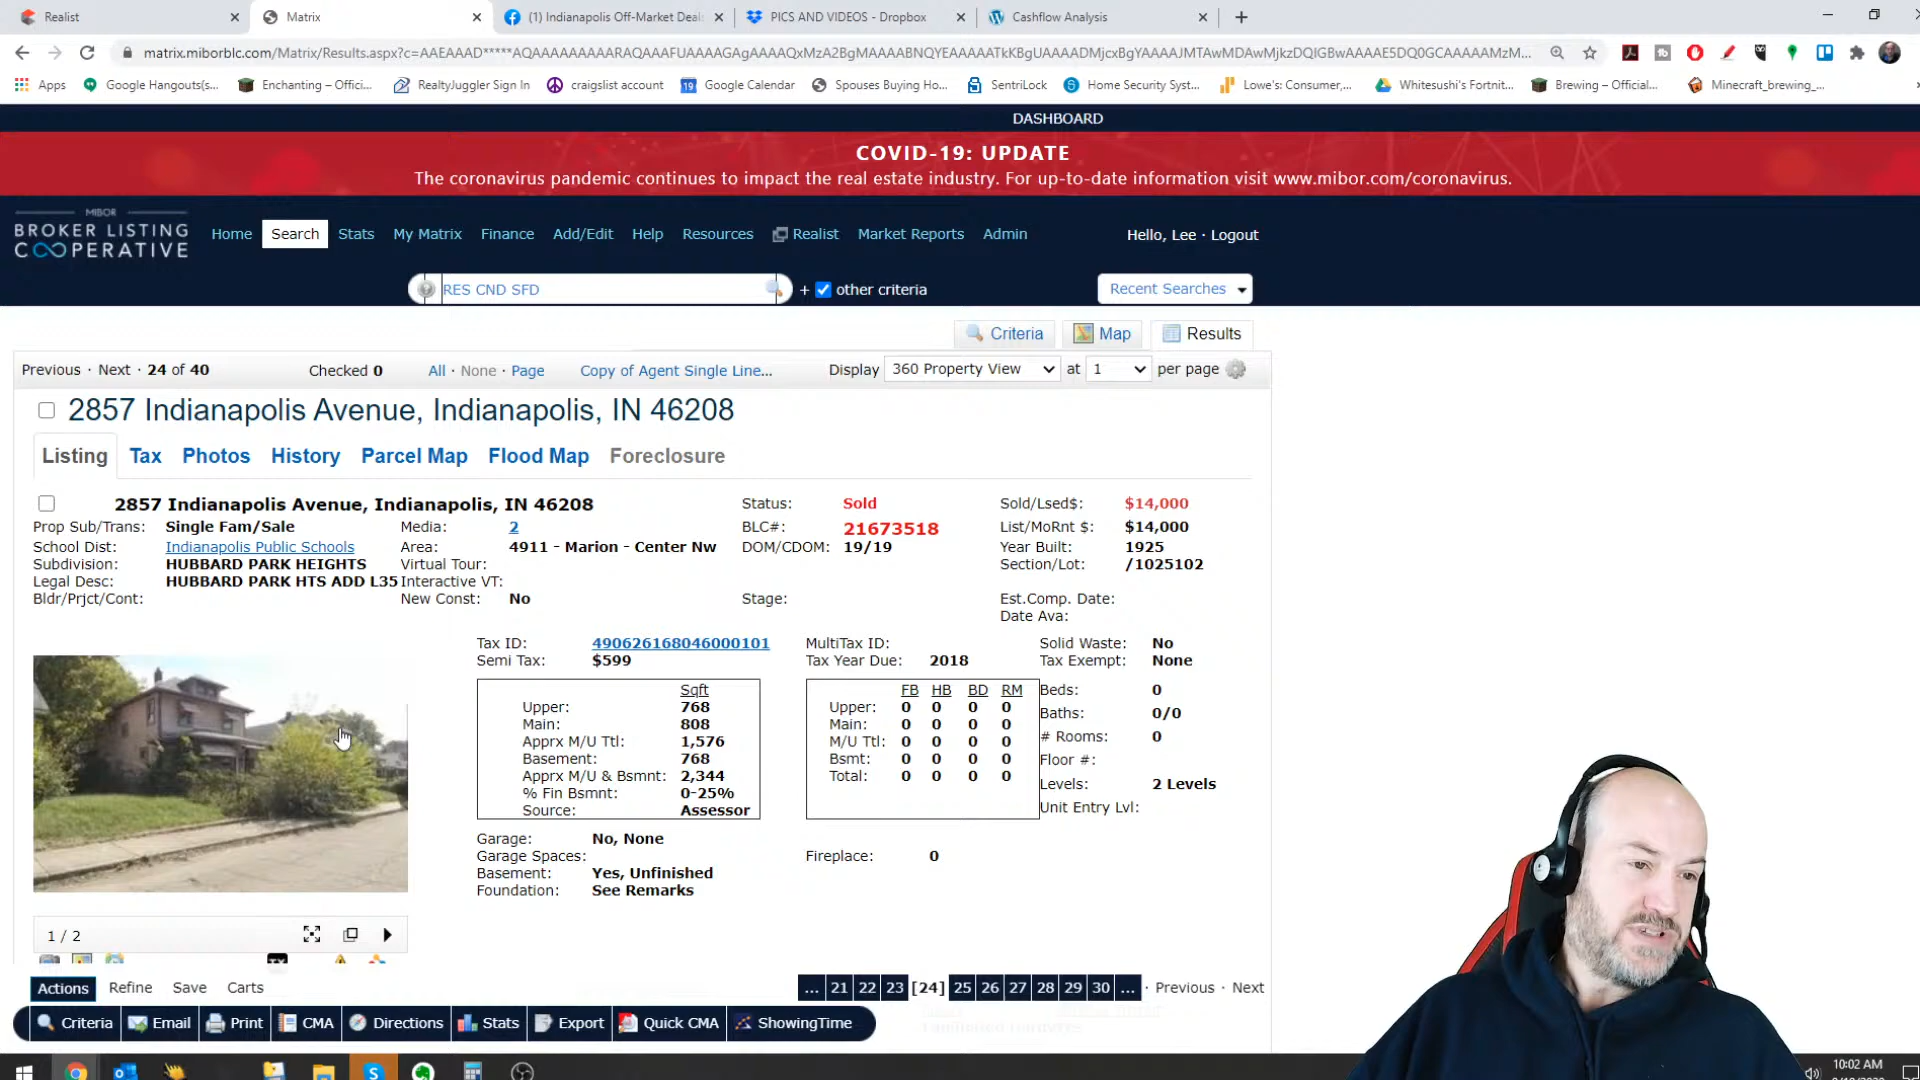 Realist
Matrix
(1) Indianapolis Off-Market Deal
PICS AND VIDEOS - Dropbox
Cashflow Analysis
matrix.miborblc.com/Matrix/Results.aspx?c=AAEAAAD*****AQAAAAAAAAARAQAAAFUAAAAGAgAAAAQxMzA2BgMAAAABNQYEAAAAATkKBgUAAAADMjcxBgYAAAAJMTAwMDAwMjkzDQIGBwAAAAE5DQ0GCAAAAAMzM...
Apps
Google Hangouts(s...
Enchanting – Offici...
RealtyJuggler Sign In
craigslist account
Google Calendar
Spouses Buying Ho...
SentriLock
Home Security Syst...
Lowe's: Consumer,...
Whitesushi's Fortnit...
Brewing – Official...
Minecraft_brewing_...
DASHBOARD
COVID-19: UPDATE
The coronavirus pandemic continues to impact the real estate industry. For up-to-date information visit www.mibor.com/coronavirus.
MIBOR
BROKER LISTING
COOPERATIVE
Home Search Stats My Matrix Finance Add/Edit Help Resources Realist Market Reports Admin
Hello, Lee · Logout
RES CND SFD
+ other criteria
Recent Searches
Criteria Map Results
Previous · Next · 24 of 40 Checked 0 All · None · Page Copy of Agent Single Line... Display 360 Property View at 1 per page
2857 Indianapolis Avenue, Indianapolis, IN 46208
Listing Tax Photos History Parcel Map Flood Map Foreclosure
2857 Indianapolis Avenue, Indianapolis, IN 46208 Status: Sold Sold/Lsed$: $14,000
Prop Sub/Trans: Single Fam/Sale Media: 2 BLC#: 21673518 List/MoRnt $: $14,000
School Dist: Indianapolis Public Schools Area: 4911 - Marion - Center Nw DOM/CDOM: 19/19 Year Built: 1925
Subdivision: HUBBARD PARK HEIGHTS Virtual Tour: Section/Lot: /1025102
Legal Desc: HUBBARD PARK HTS ADD L35 Interactive VT:
Bldr/Prjct/Cont: New Const: No Stage: Est.Comp. Date:
Date Ava:
Tax ID: 490626168046000101 MultiTax ID: Solid Waste: No
Semi Tax: $599 Tax Year Due: 2018 Tax Exempt: None
Sqft FB HB BD RM Beds: 0
Upper: 768 Upper: 0 0 0 0 Baths: 0/0
Main: 808 Main: 0 0 0 0
Apprx M/U Ttl: 1,576 M/U Ttl: 0 0 0 0 # Rooms: 0
Basement: 768 Bsmt: 0 0 0 0 Floor #:
Apprx M/U & Bsmnt: 2,344 Total: 0 0 0 0 Levels: 2 Levels
% Fin Bsmnt: 0-25%
Source: Assessor Unit Entry Lvl:
Garage: No, None
Garage Spaces: Fireplace: 0
Basement: Yes, Unfinished
Foundation: See Remarks
1 / 2
Actions Refine Save Carts
... 21 22 23 [24] 25 26 27 28 29 30 ... · Previous · Next
Criteria Email Print CMA Directions Stats Export Quick CMA ShowingTime
10:02 AM